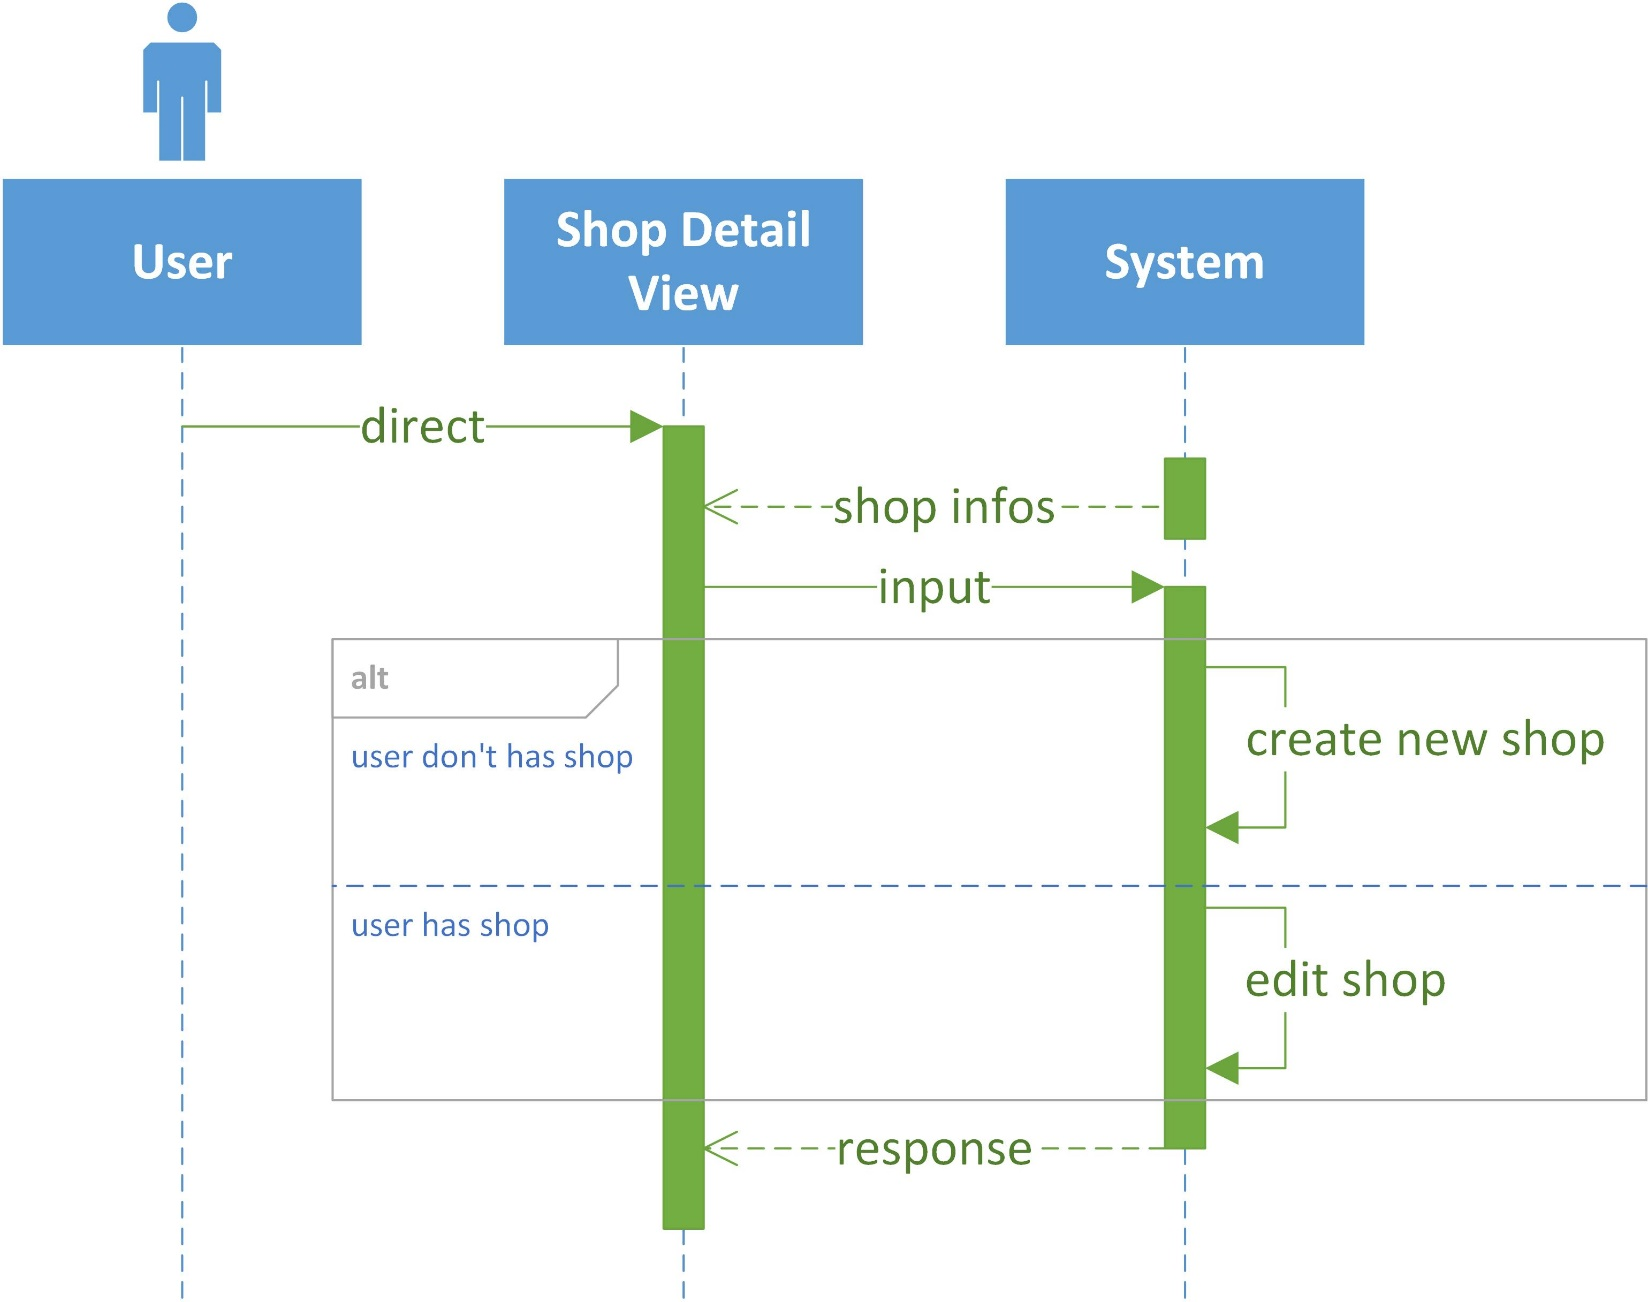 User
Shop Detail
View
System
direct
shop infos
input
alt
create new shop
user don't has shop
user has shop
edit shop
response